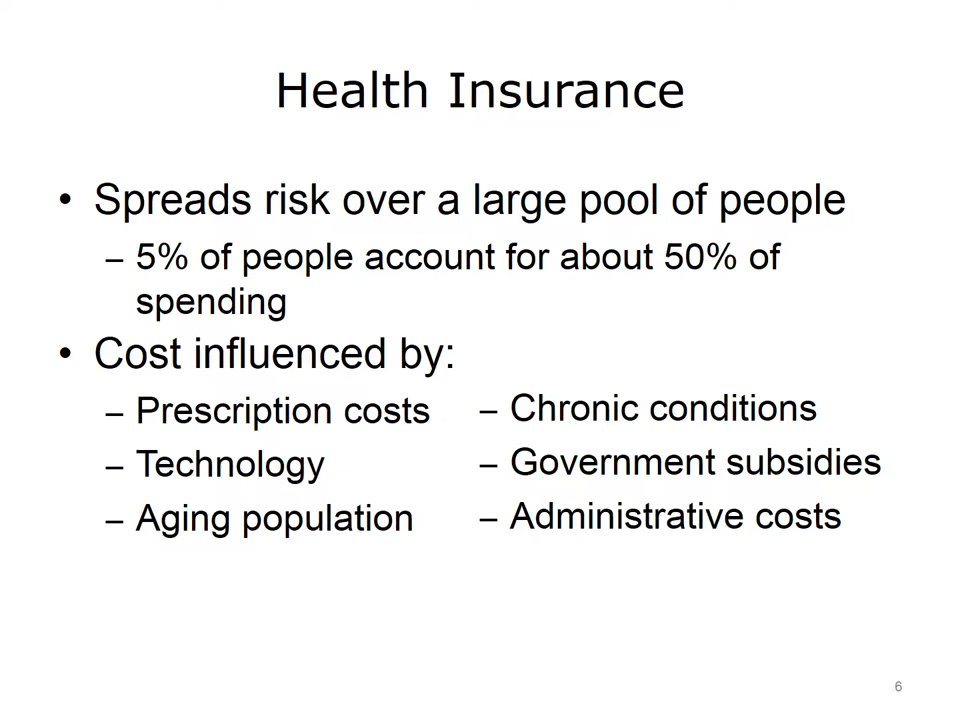 Health Insurance
• Spreads risk over a large pool of people
– 5% of people account for about 50% of
spending
• Cost influenced by:
– Prescription costs
– Technology
– Aging population
– Chronic conditions
– Government subsidies
– Administrative costs
6